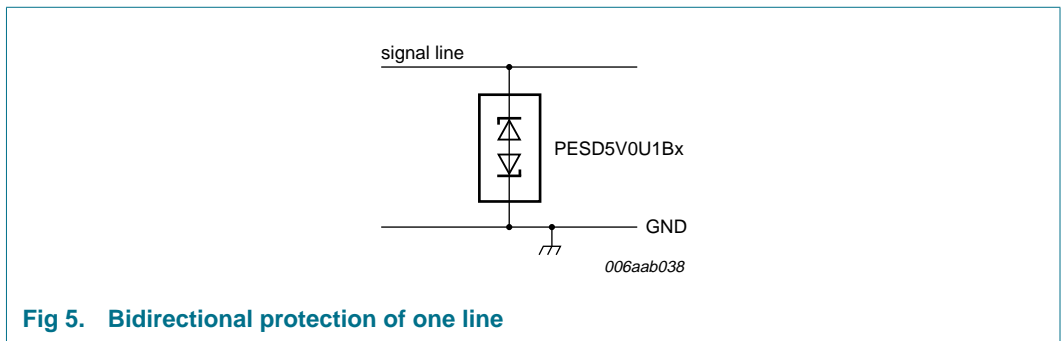 signal line
PESD5V0U1Bx
GND
006aab038
Fig 5. Bidirectional protection of one line